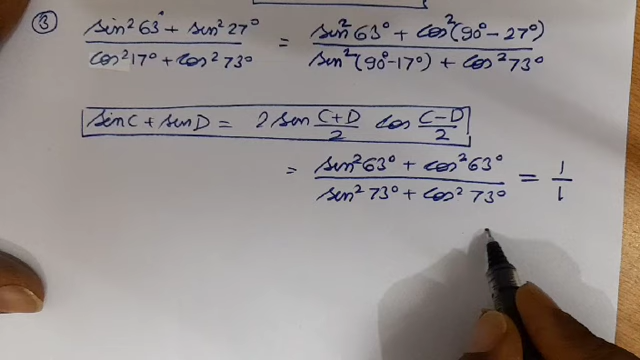 ③ sin²63° + sin²27° / cos²17° + cos²73° = sin²63° + cos²(90° - 27°) / sin²(90° - 17°) + cos²73°
sinC + sinD = 2 sin C+D/2 cos C-D/2
= sin²63° + cos²63° / sin²73° + cos²73° = 1/1